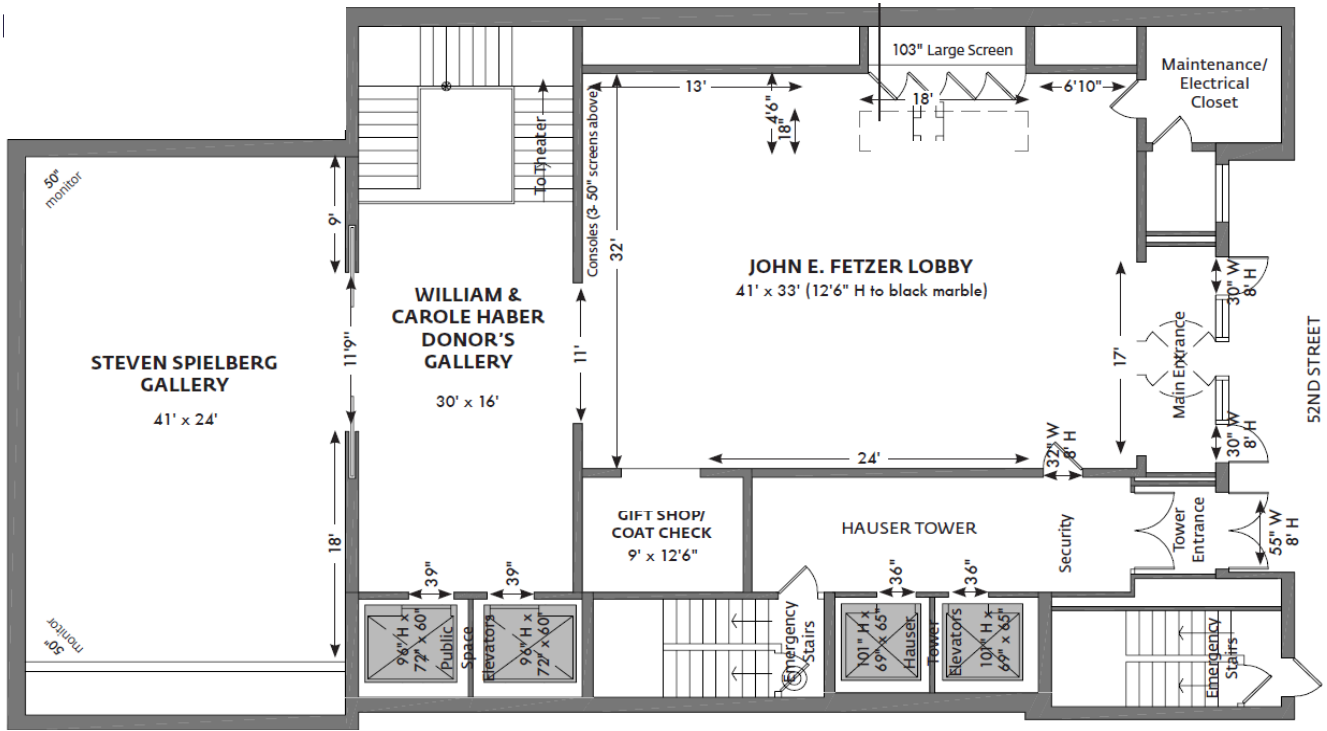 103" Large Screen
Maintenance/
Electrical
Closet
13'
4'6"
18"
18'
6'10"
50"
monitor
9'
To Theater
Consoles (3- 50" screens above)
32'
JOHN E. FETZER LOBBY
41' x 33' (12'6" H to black marble)
30" W
8' H
WILLIAM &
CAROLE HABER
DONOR'S
GALLERY
30' x 16'
STEVEN SPIELBERG
GALLERY
41' x 24'
11'9"
11'
17'
Main Entrance
52ND STREET
30" W
8' H
24'
32" W
8' H
GIFT SHOP/
COAT CHECK
9' x 12'6"
HAUSER TOWER
Security
Tower
Entrance
55" W
8' H
18'
39"
39"
36"
36"
50"
monitor
96" H x
72" x 60"
Public
Space
Elevators
96" H x
72" x 60"
Emergency
Stairs
101" H x
69" x 65"
Hauser
Tower
Elevators
101" H x
69" x 65"
Emergency
Stairs